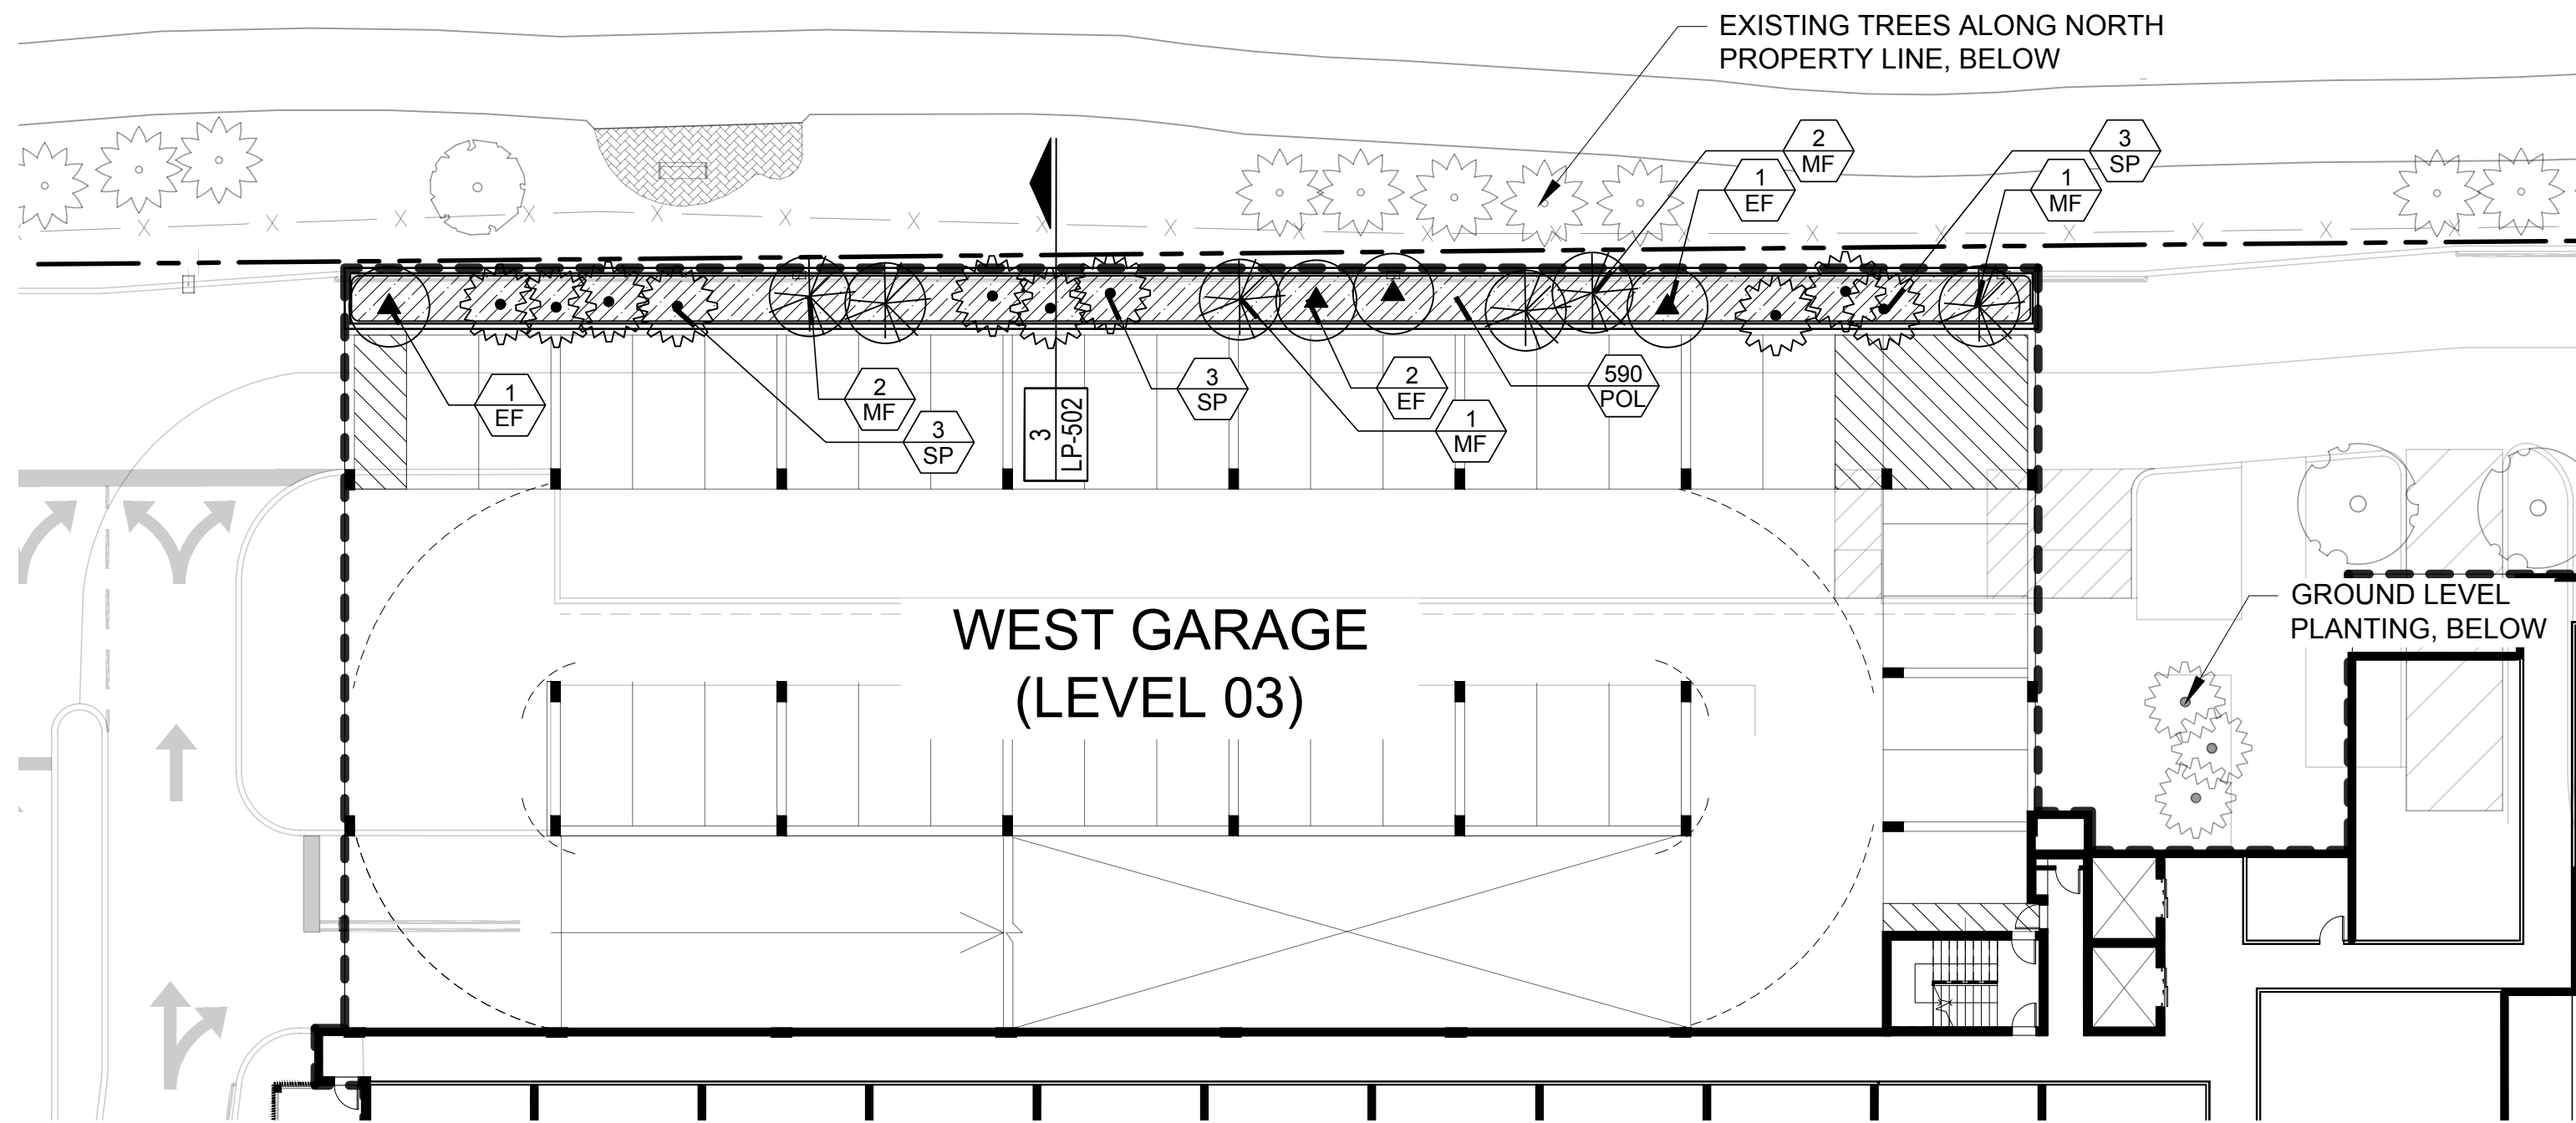 EXISTING TREES ALONG NORTH
PROPERTY LINE, BELOW
2
MF
3
SP
1
EF
1
MF
1
EF
2
MF
3
SP
3
LP-502
3
SP
2
EF
1
MF
590
POL
WEST GARAGE
(LEVEL 03)
GROUND LEVEL
PLANTING, BELOW